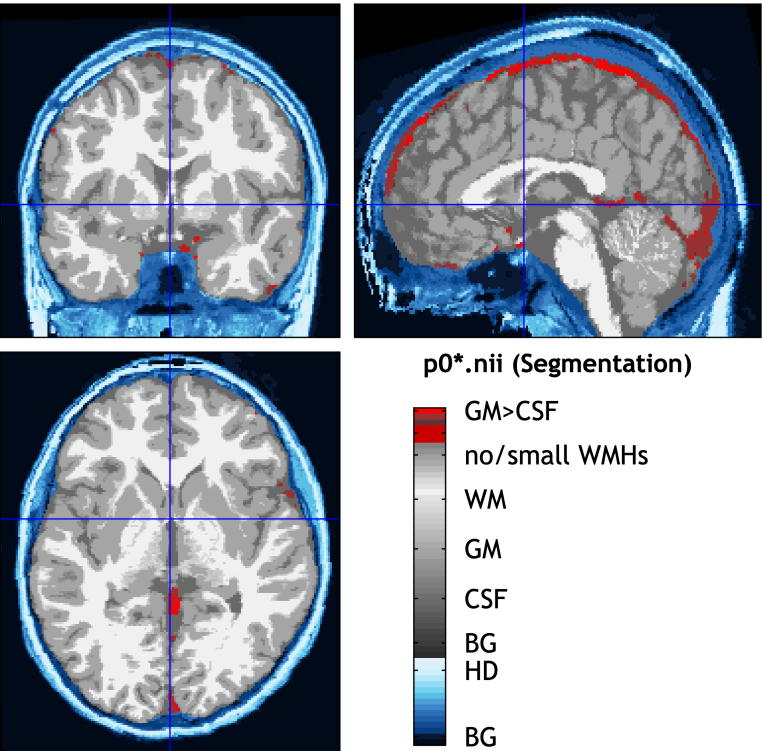 p0*.nii (Segmentation)
GM>CSF
no/small WMHs
WM
GM
CSF
BG
HD
BG